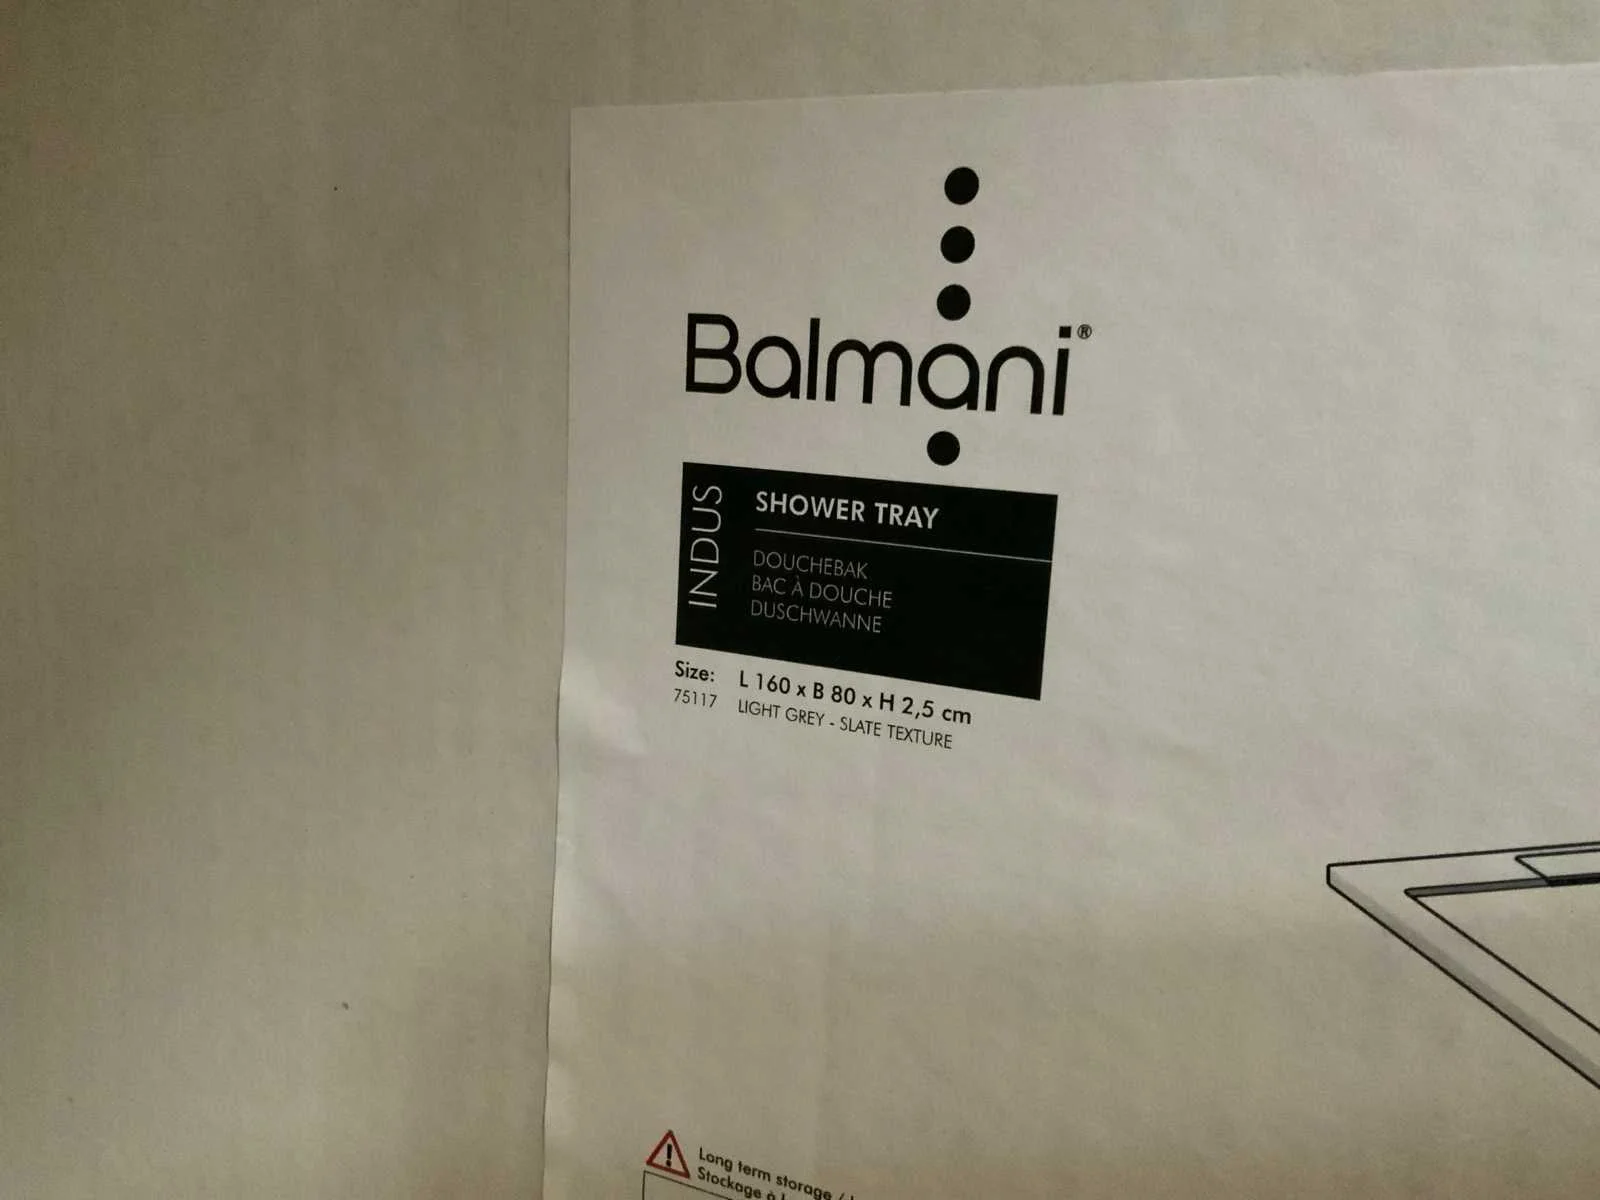 Balmani®
INDUS
SHOWER TRAY
DOUCHEBAK
BAC À DOUCHE
DUSCHWANNE
Size: L 160 x B 80 x H 2,5 cm
75117 LIGHT GREY - SLATE TEXTURE
Long term storage /
Stockage à